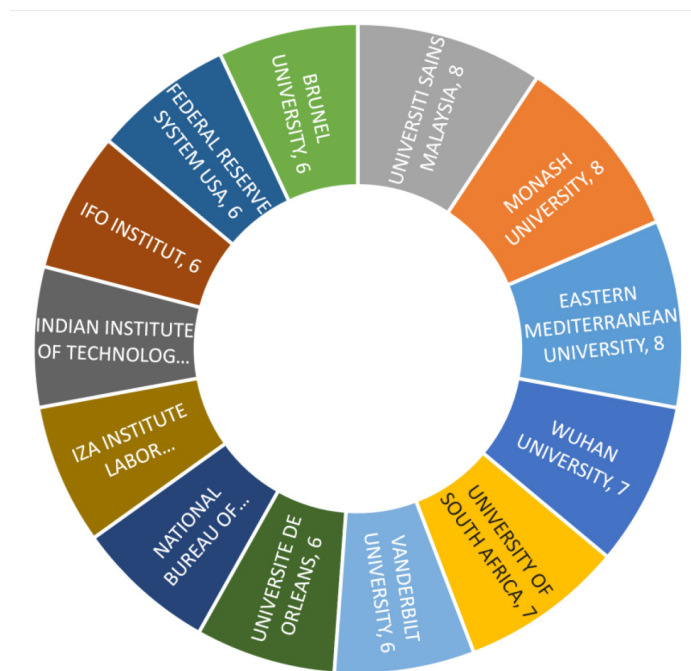 UNIVERSITI SAINS
MALAYSIA, 8
MONASH
UNIVERSITY, 8
EASTERN
MEDITERRANEAN
UNIVERSITY, 8
WUHAN
UNIVERSITY, 7
UNIVERSITY OF
SOUTH AFRICA, 7
VANDERBILT
UNIVERSITY, 6
UNIVERSITE DE
ORLEANS, 6
NATIONAL
BUREAU OF...
IZA INSTITUTE
LABOR...
INDIAN INSTITUTE
OF TECHNOLOG...
IFO INSTITUT, 6
FEDERAL RESERVE
SYSTEM USA, 6
BRUNEL
UNIVERSITY, 6